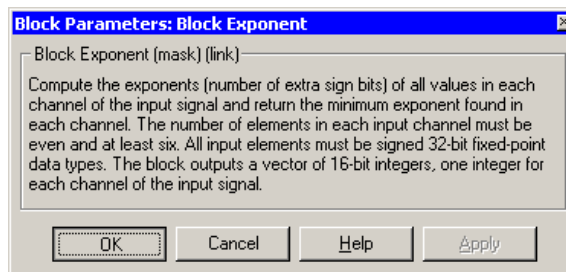 Block Parameters: Block Exponent
Block Exponent (mask) (link)
Compute the exponents (number of extra sign bits) of all values in each
channel of the input signal and return the minimum exponent found in
each channel. The number of elements in each input channel must be
even and at least six. All input elements must be signed 32-bit fixed-point
data types. The block outputs a vector of 16-bit integers, one integer for
each channel of the input signal.
OK Cancel Help Apply